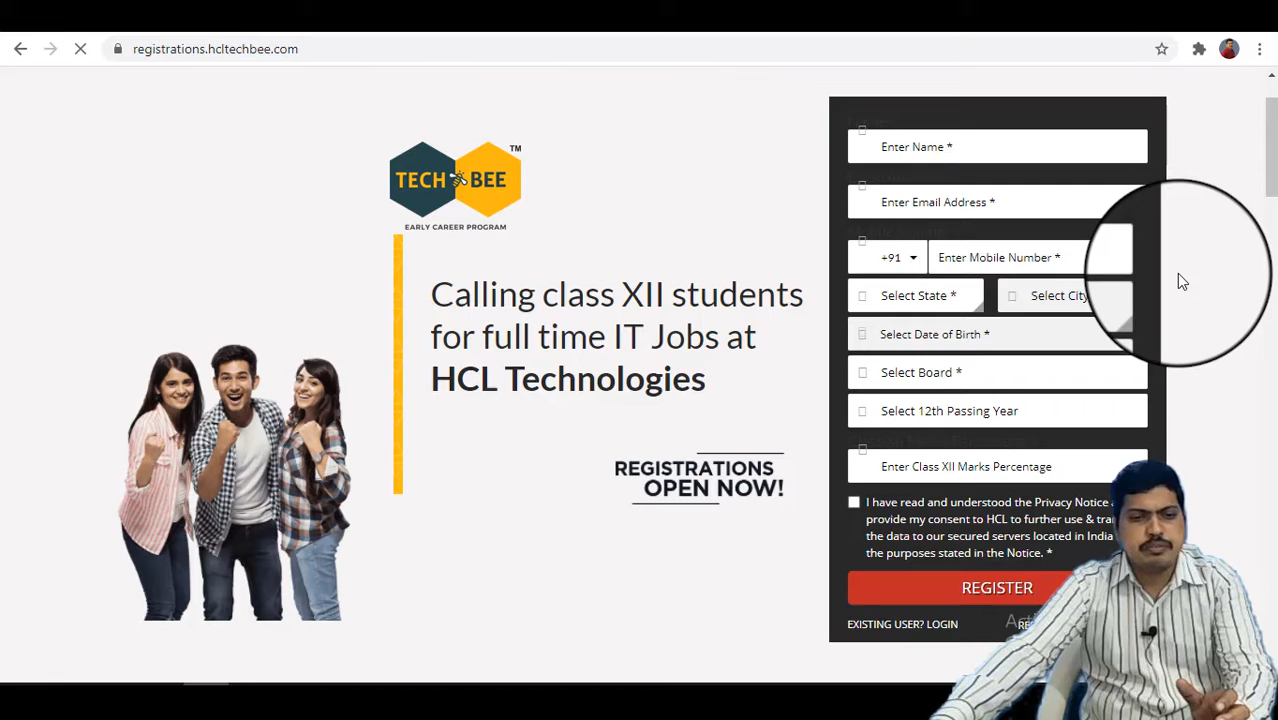 registrations.hcltechbee.com
TECH BEE
TM
EARLY CAREER PROGRAM
Calling class XII students
for full time IT Jobs at
HCL Technologies
REGISTRATIONS
OPEN NOW!
Enter Name *
Enter Email Address *
+91
Enter Mobile Number *
Select State *
Select City
Select Date of Birth *
Select Board *
Select 12th Passing Year
Enter Class XII Marks Percentage
I have read and understood the Privacy Notice
provide my consent to HCL to further use &
the data to our secured servers located in India
the purposes stated in the Notice. *
REGISTER
EXISTING USER? LOGIN